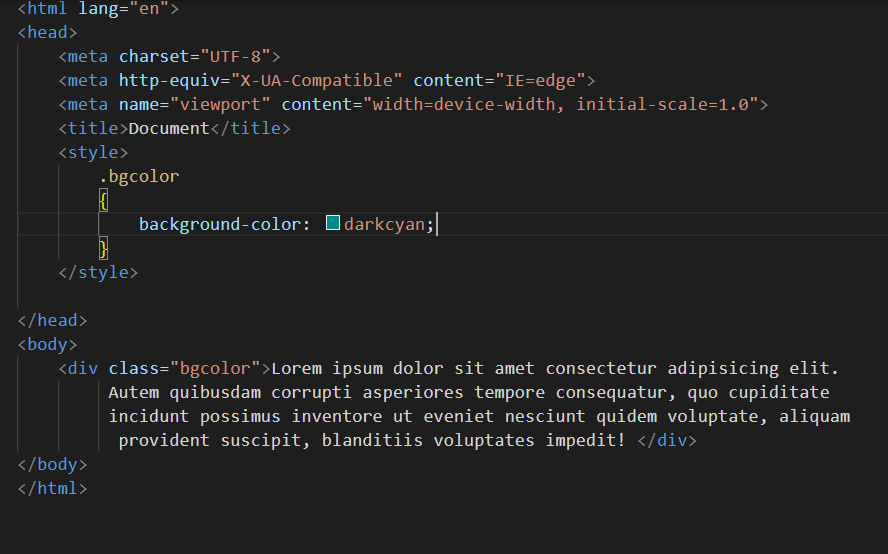 <html lang="en">
<head>
    <meta charset="UTF-8">
    <meta http-equiv="X-UA-Compatible" content="IE=edge">
    <meta name="viewport" content="width=device-width, initial-scale=1.0">
    <title>Document</title>
    <style>
        .bgcolor
        {
            background-color: darkcyan;
        }
    </style>

</head>
<body>
    <div class="bgcolor">Lorem ipsum dolor sit amet consectetur adipisicing elit.
         Autem quibusdam corrupti asperiores tempore consequatur, quo cupiditate
         incidunt possimus inventore ut eveniet nesciunt quidem voluptate, aliquam
          provident suscipit, blanditiis voluptates impedit! </div>
</body>
</html>